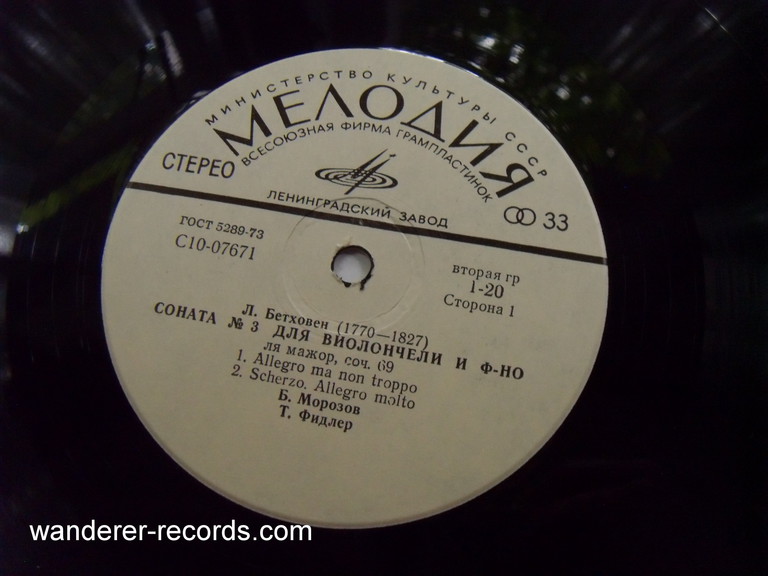 МИНИСТЕРСТВО КУЛЬТУРЫ СССР
МЕЛОДИЯ
ВСЕСОЮЗНАЯ ФИРМА ГРАМПЛАСТИНОК
СТЕРЕО
ЛЕНИНГРАДСКИЙ ЗАВОД
33
ГОСТ 5289-73
С10-07671
вторая гр
1-20
Сторона 1
Л. Бетховен (1770—1827)
СОНАТА № 3 ДЛЯ ВИОЛОНЧЕЛИ И Ф-НО
ля мажор, соч. 69
1. Allegro ma non troppo
2. Scherzo. Allegro molto
Б. Морозов
Т. Фидлер
wanderer-records.com